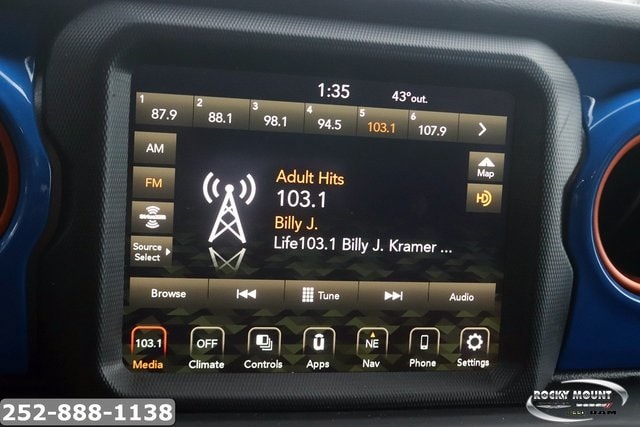 1:35 43°out.
1 87.9 2 88.1 3 98.1 4 94.5 5 103.1 6 107.9
AM
Map
FM
HD
Adult Hits
103.1
Billy J.
Life103.1 Billy J. Kramer ...
Source
Select
Browse Tune Audio
103.1 OFF NE
Media Climate Controls Apps Nav Phone Settings
252-888-1138
ROCKY MOUNT
RAM